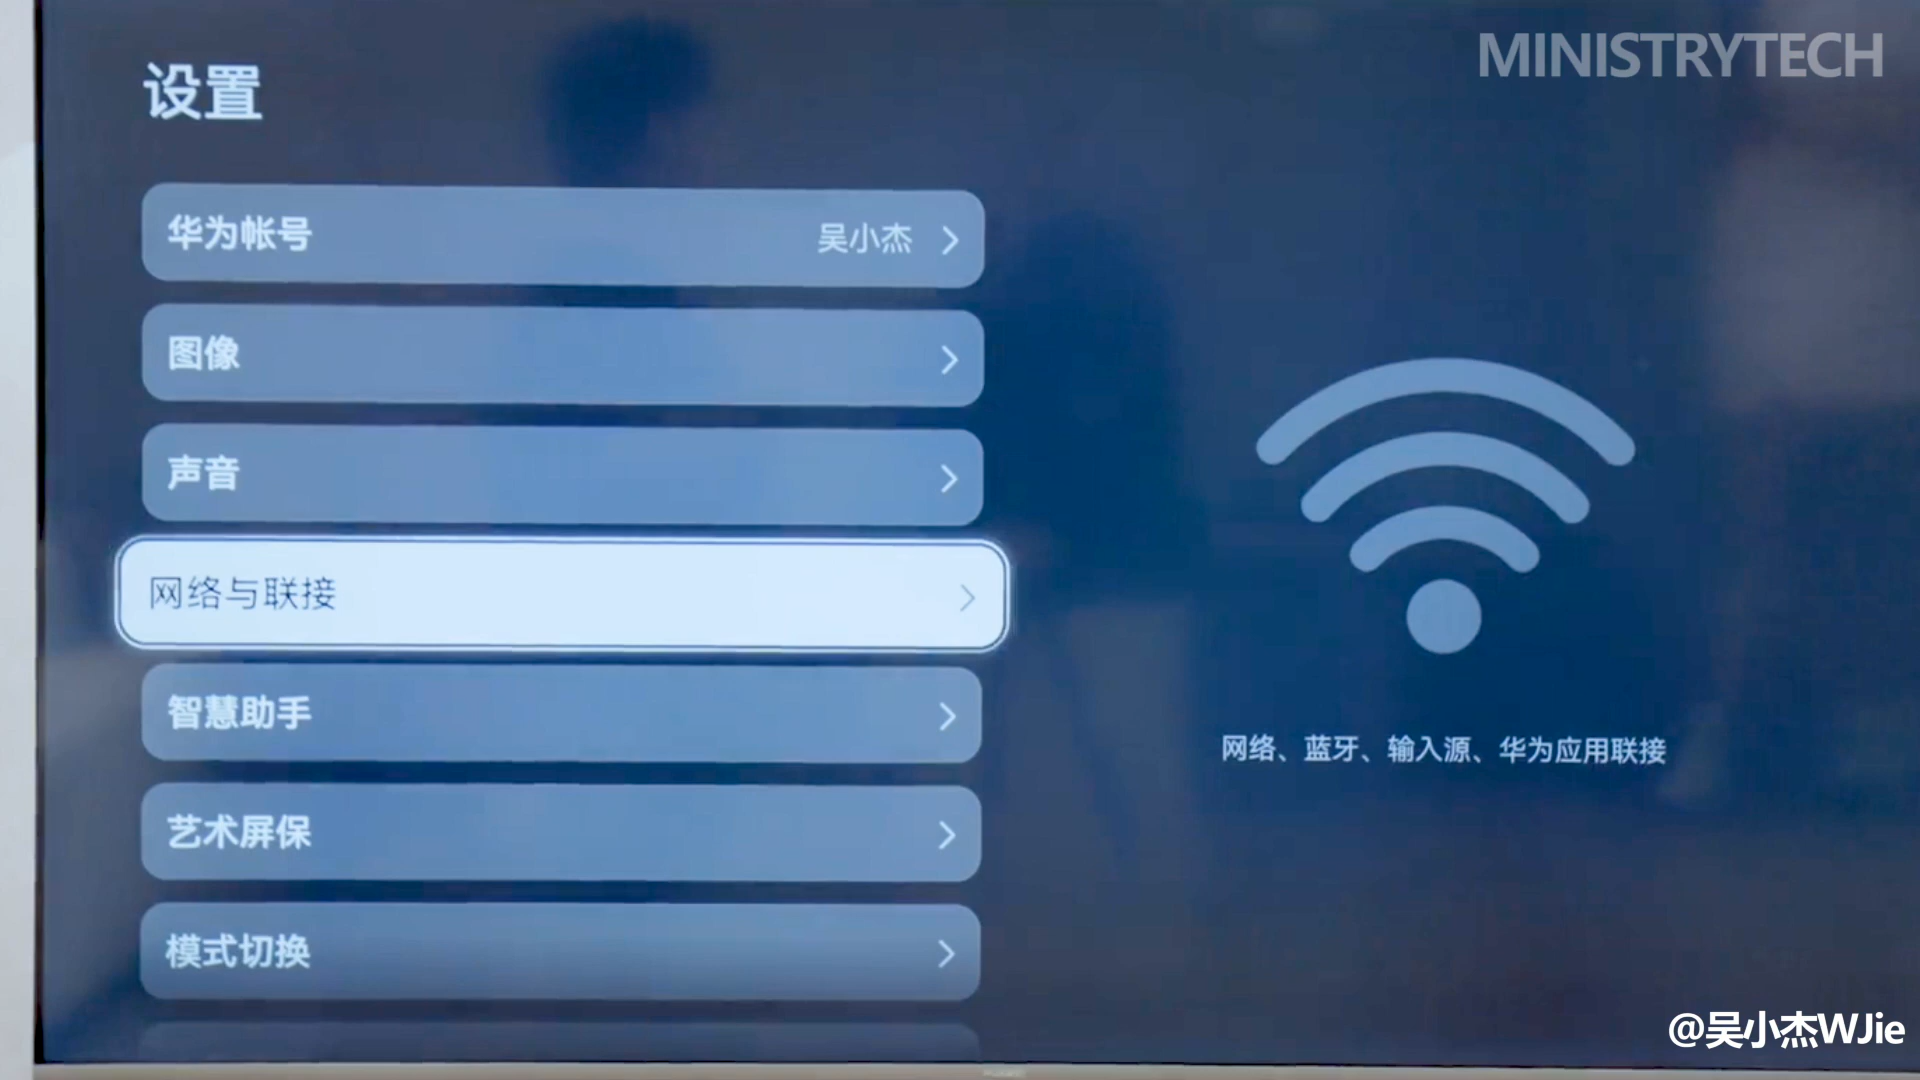 MINISTRYTECH
设置
华为帐号 吴小杰
图像
声音
网络与联接
智慧助手
艺术屏保
模式切换
网络、蓝牙、输入源、华为应用联接
@吴小杰WJie